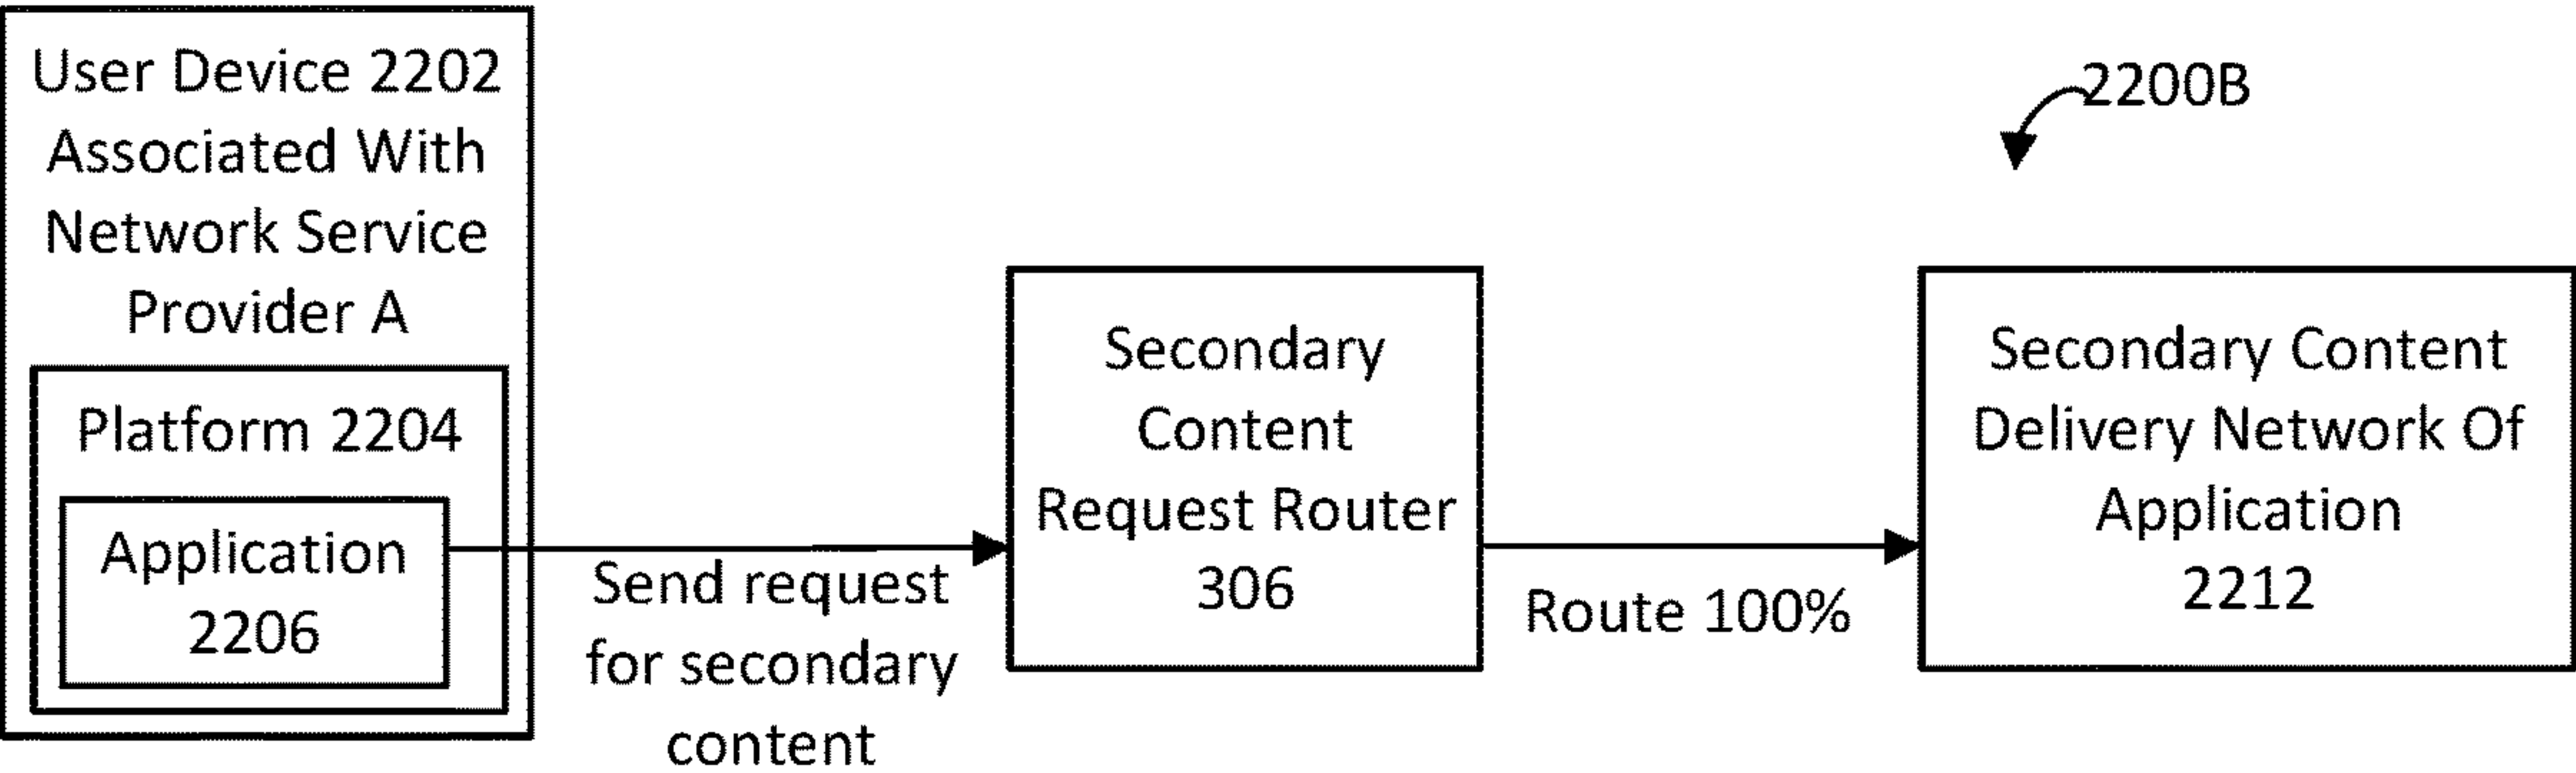 User Device 2202
Associated With
Network Service
Provider A
Platform 2204
Application
2206
Send request
for secondary
content
Secondary
Content
Request Router
306
Route 100%
2200B
Secondary Content
Delivery Network Of
Application
2212